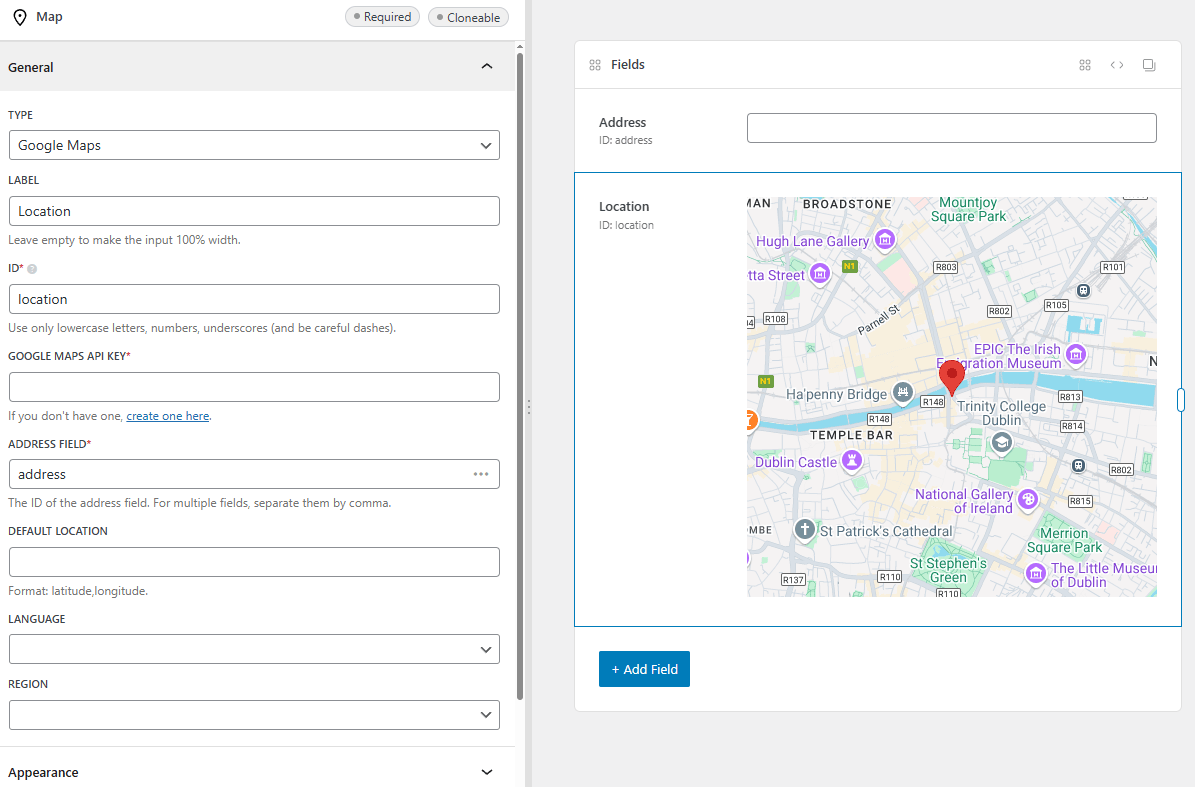 Map
Required
Cloneable
General
TYPE
Google Maps
LABEL
Location
Leave empty to make the input 100% width.
ID*
location
Use only lowercase letters, numbers, underscores (and be careful dashes).
GOOGLE MAPS API KEY*
If you don't have one, create one here.
ADDRESS FIELD*
address
The ID of the address field. For multiple fields, separate them by comma.
DEFAULT LOCATION
Format: latitude,longitude.
LANGUAGE
REGION
Appearance
Fields
Address
ID: address
Location
ID: location
MAN
BROADSTONE
Mountjoy
Square Park
Hugh Lane Gallery
N1
tta Street
R803
R101
R105
R802
R108
Parnell St
EPIC The Irish
Emigration Museum
N
N1
Ha'penny Bridge
R148
R813
Trinity College
Dublin
R148
R814
TEMPLE BAR
Dublin Castle
R802
National Gallery
of Ireland
R815
OMBE
St Patrick's Cathedral
Merrion
Square Park
St Stephen's
Green
The Little Museu
of Dublin
R137
R110
R110
+ Add Field